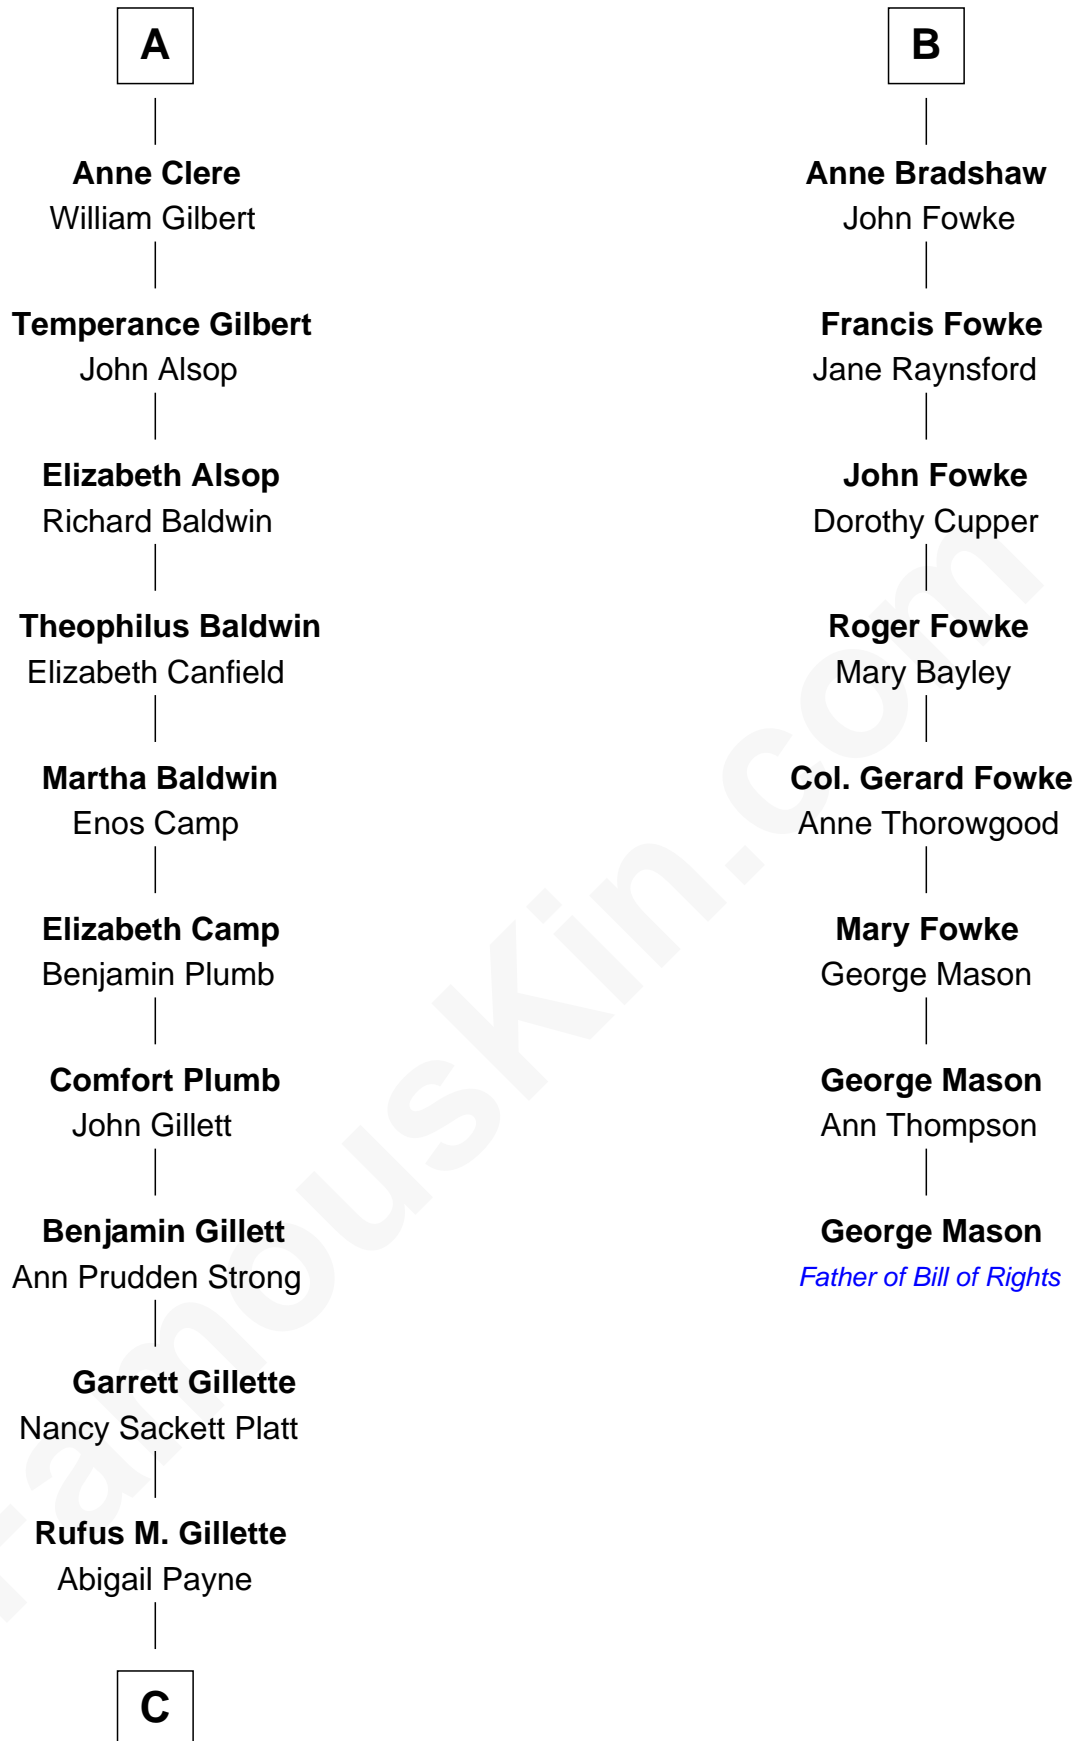 A
Anne Clere
William Gilbert
Temperance Gilbert
John Alsop
Elizabeth Alsop
Richard Baldwin
Theophilus Baldwin
Elizabeth Canfield
Martha Baldwin
Enos Camp
Elizabeth Camp
Benjamin Plumb
Comfort Plumb
John Gillett
Benjamin Gillett
Ann Prudden Strong
Garrett Gillette
Nancy Sackett Platt
Rufus M. Gillette
Abigail Payne
C
B
Anne Bradshaw
John Fowke
Francis Fowke
Jane Raynsford
John Fowke
Dorothy Cupper
Roger Fowke
Mary Bayley
Col. Gerard Fowke
Anne Thorowgood
Mary Fowke
George Mason
George Mason
Ann Thompson
George Mason
Father of Bill of Rights
FamousKin.com